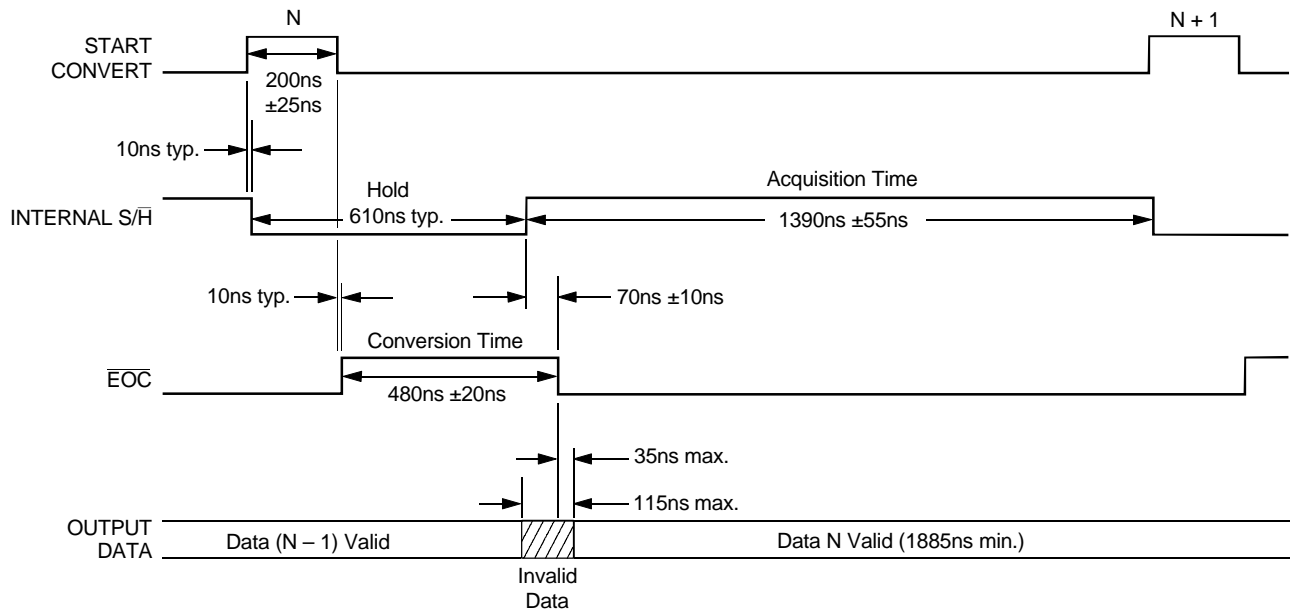 N
N + 1
START
CONVERT
200ns
±25ns
10ns typ.
Hold
Acquisition Time
INTERNAL S/H̅
610ns typ.
1390ns ±55ns
10ns typ.
70ns ±10ns
Conversion Time
E̅O̅C̅
480ns ±20ns
35ns max.
115ns max.
OUTPUT
DATA
Data (N – 1) Valid
Data N Valid (1885ns min.)
Invalid
Data